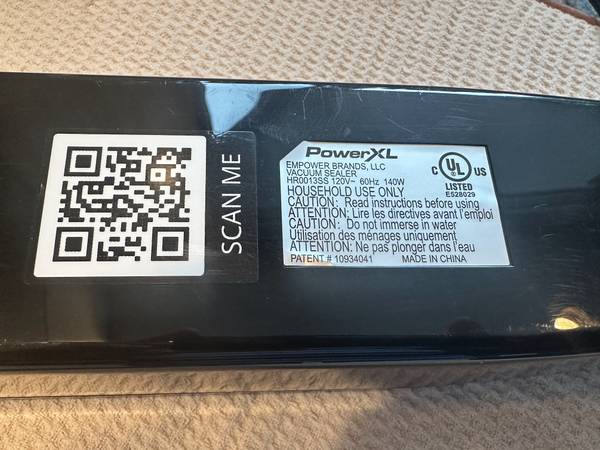 SCAN ME
PowerXL
EMPOWER BRANDS, LLC
VACUUM SEALER
HR0013SS 120V~ 60Hz 140W
HOUSEHOLD USE ONLY
CAUTION: Read instructions before using
ATTENTION: Lire les directives avant l'emploi
CAUTION: Do not immerse in water
Utilisation des ménages uniquement
ATTENTION: Ne pas plonger dans l'eau
PATENT # 10934041 MADE IN CHINA
C UL US
LISTED
E528029